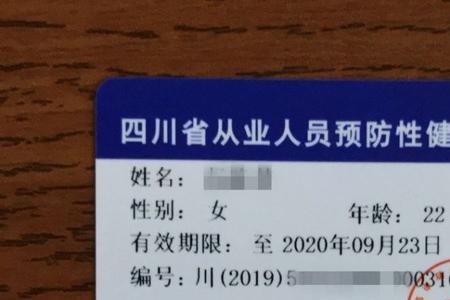 四川省从业人员预防性健
姓名：
性别： 女 年龄： 22
有效期限： 至 2020年09月23日
编号： 川(2019)5 00031